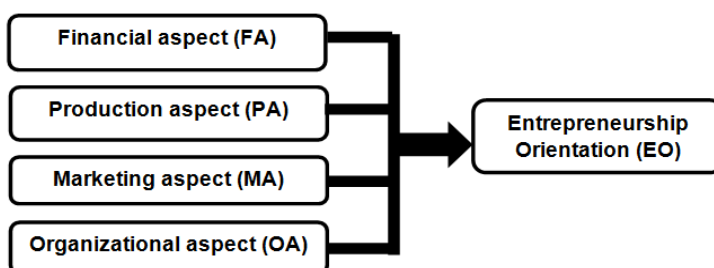 Financial aspect (FA)
Production aspect (PA)
Marketing aspect (MA)
Organizational aspect (OA)
Entrepreneurship
Orientation (EO)